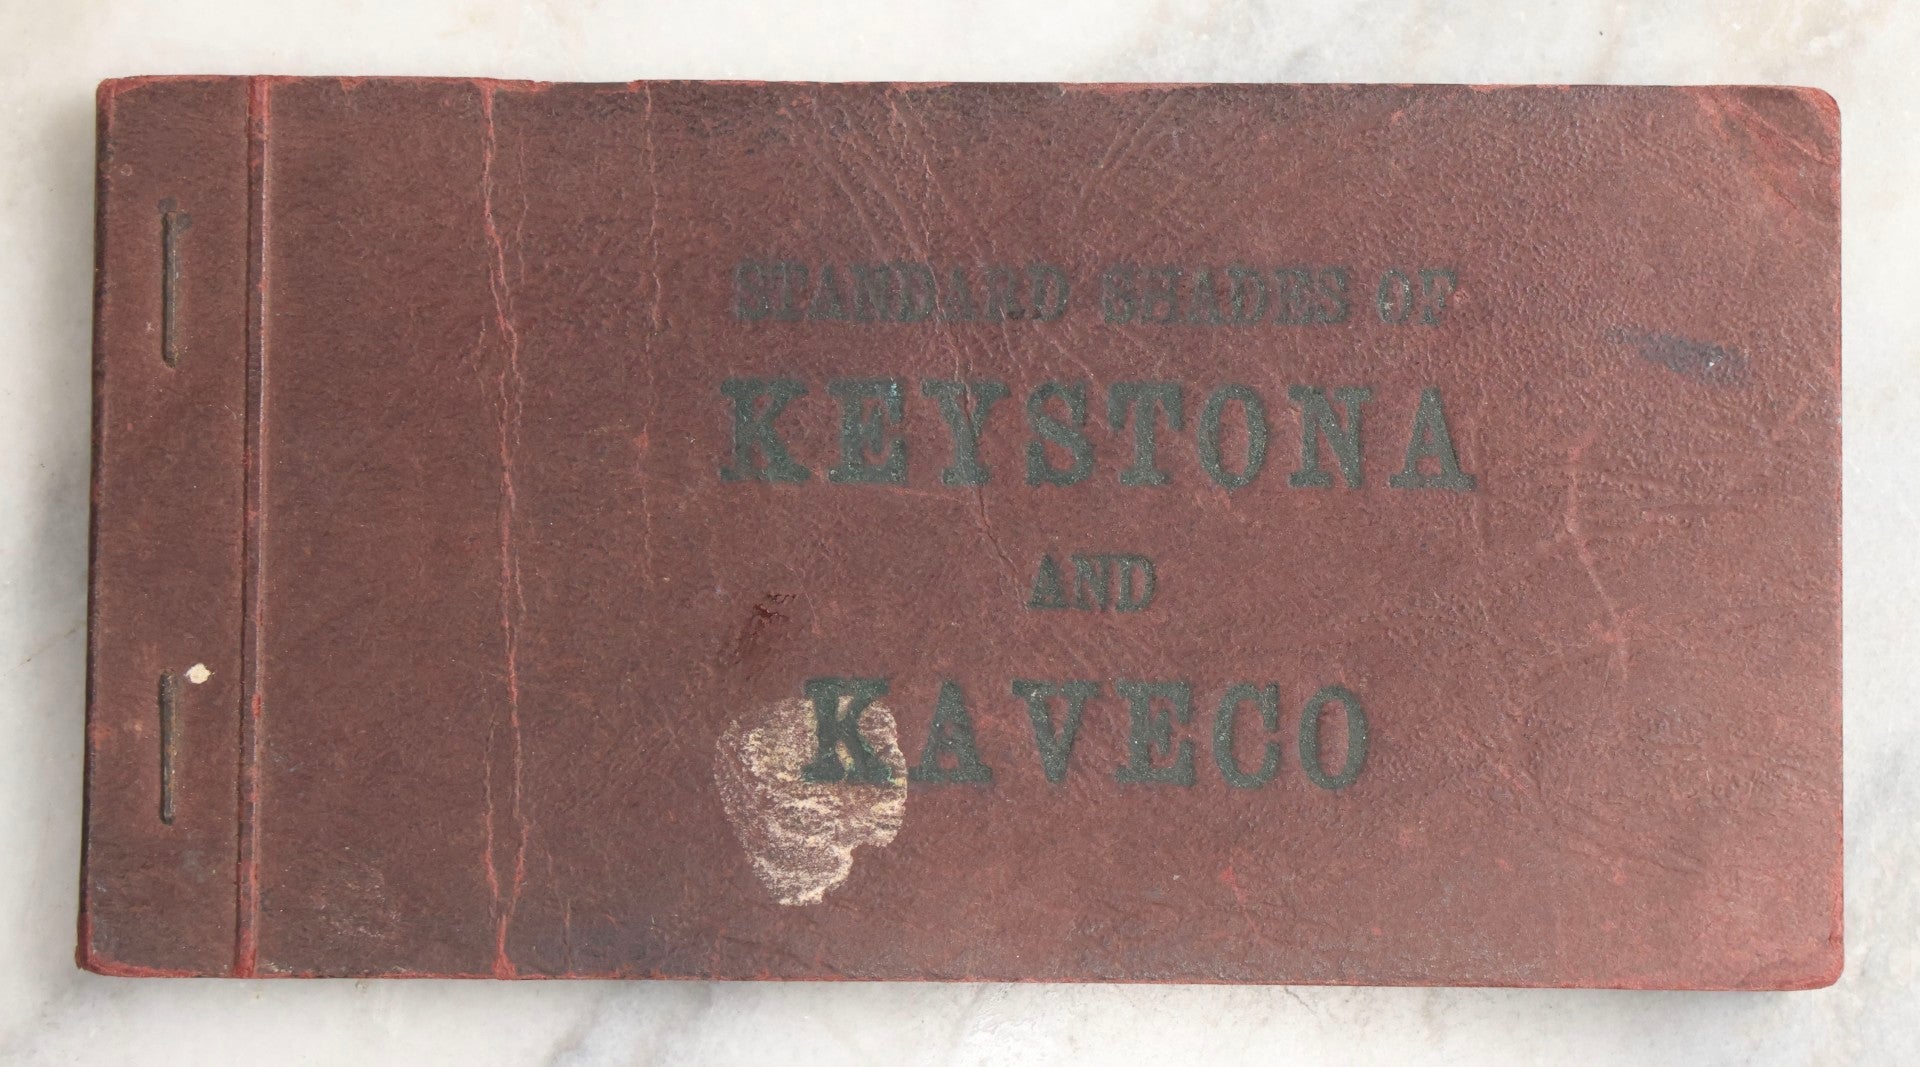 STANDARD SHADES OF
KEYSTONA
AND
KAVECO